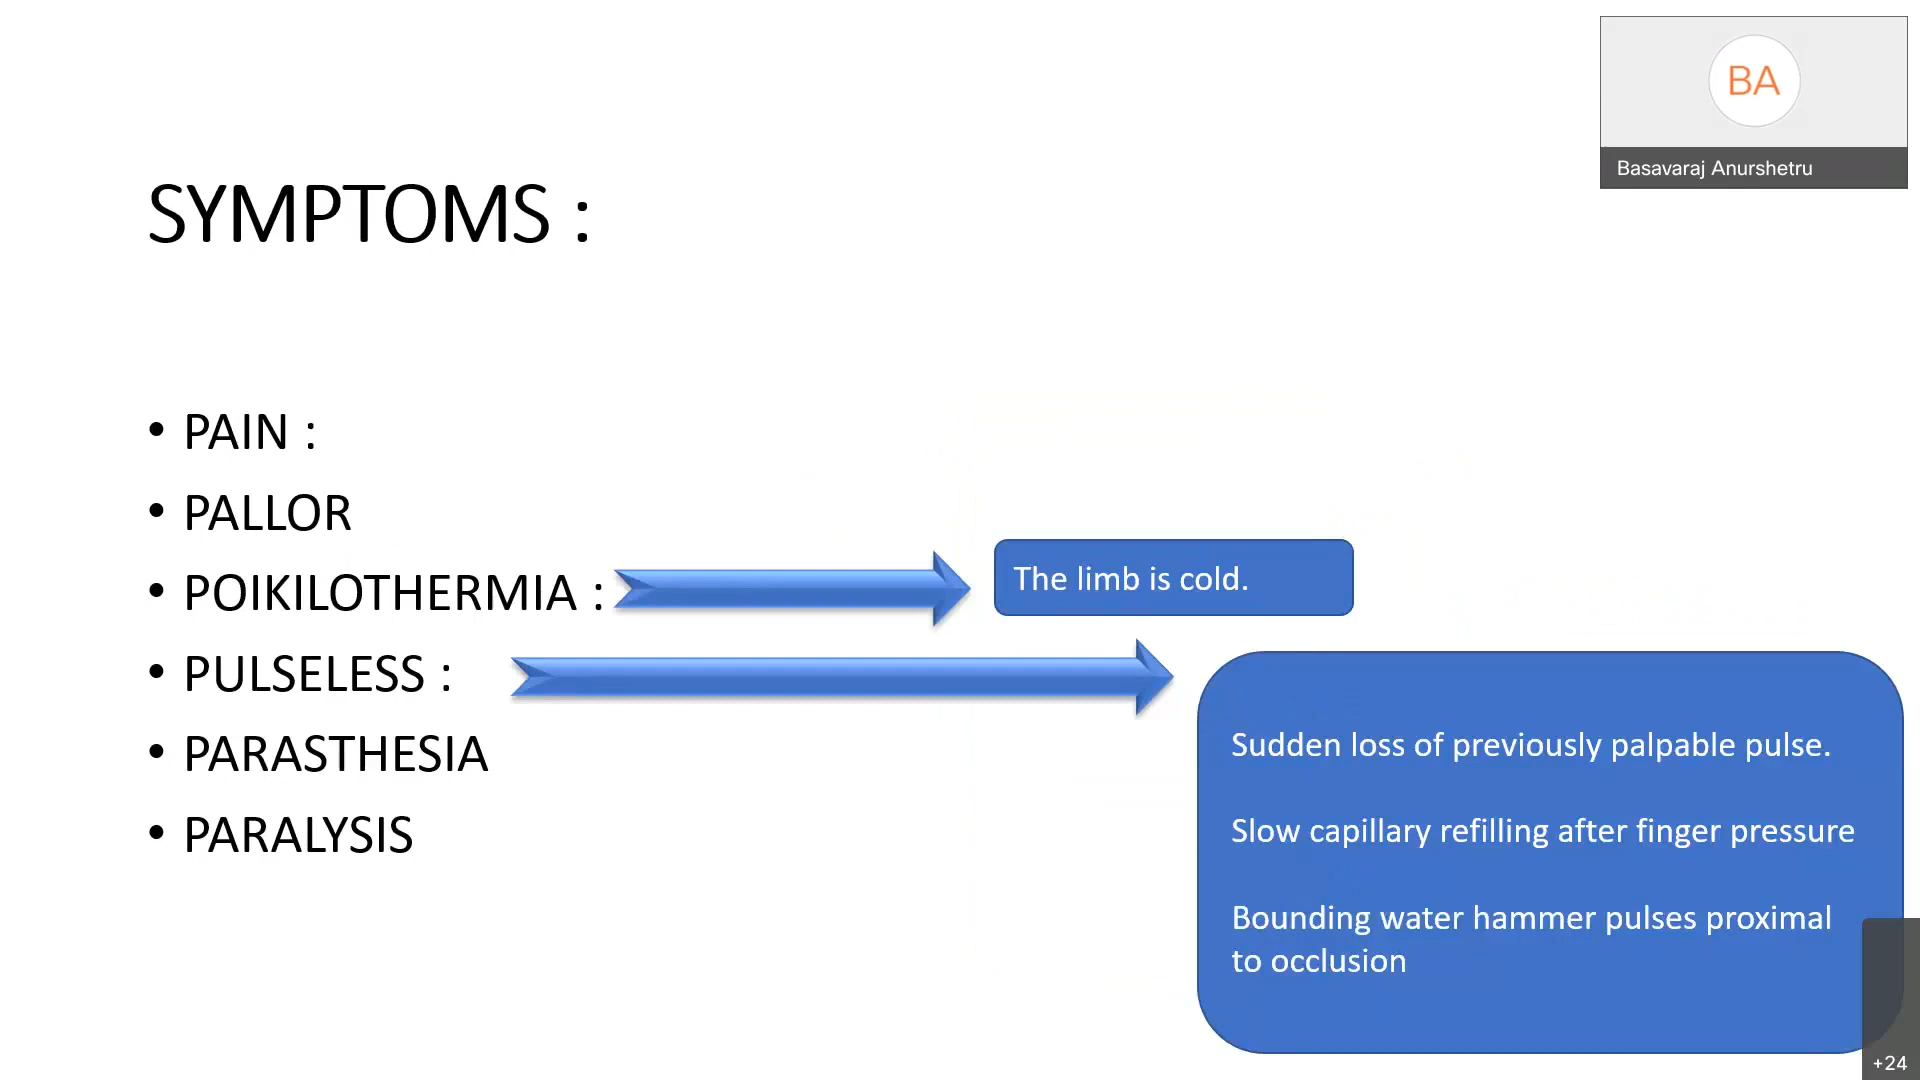 BA
Basavaraj Anurshetru
SYMPTOMS :
• PAIN :
• PALLOR
• POIKILOTHERMIA :
The limb is cold.
• PULSELESS :
Sudden loss of previously palpable pulse.
Slow capillary refilling after finger pressure
Bounding water hammer pulses proximal
to occlusion
• PARASTHESIA
• PARALYSIS
+24